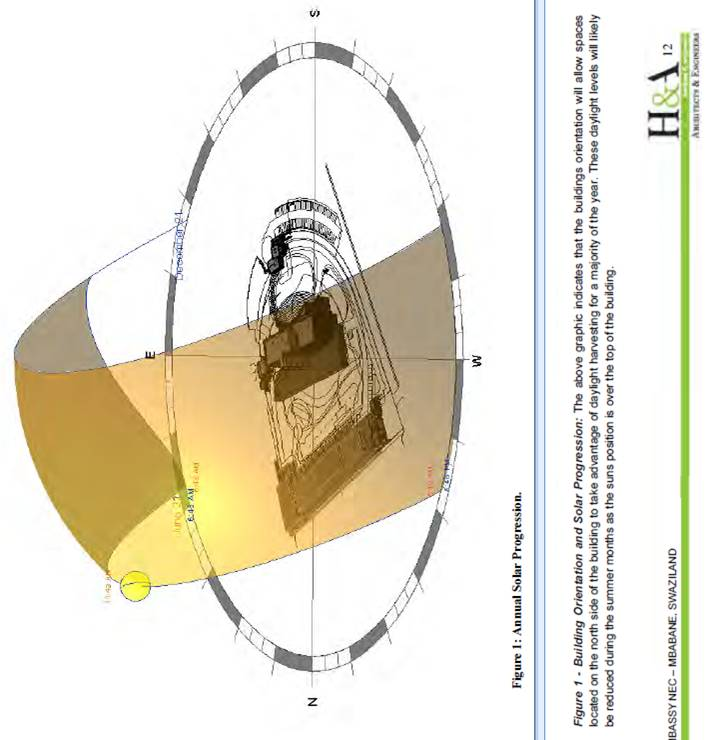 S
December 21
E
W
June 21
6:43 AM
N
Figure 1: Annual Solar Progression.
Figure 1 - Building Orientation and Solar Progression: The above graphic indicates that the buildings orientation will allow spaces
located on the north side of the building to take advantage of daylight harvesting for a majority of the year. These daylight levels will likely
be reduced during the summer months as the suns position is over the top of the building.
H&A 12
ARCHITECTS & ENGINEERS
BASSY NEC – MBABANE, SWAZILAND